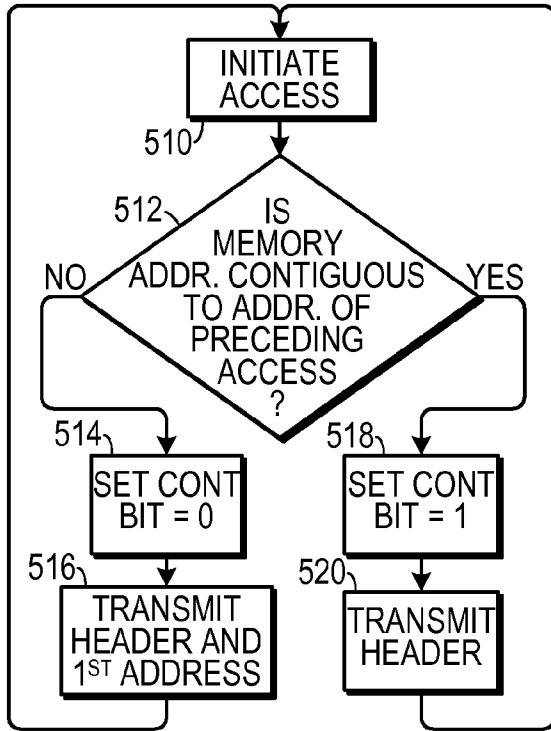 INITIATE
ACCESS
510
512
IS
MEMORY
ADDR. CONTIGUOUS
TO ADDR. OF
PRECEDING
ACCESS
?
NO
YES
514
SET CONT
BIT = 0
516
TRANSMIT
HEADER AND
1ST ADDRESS
518
SET CONT
BIT = 1
520
TRANSMIT
HEADER